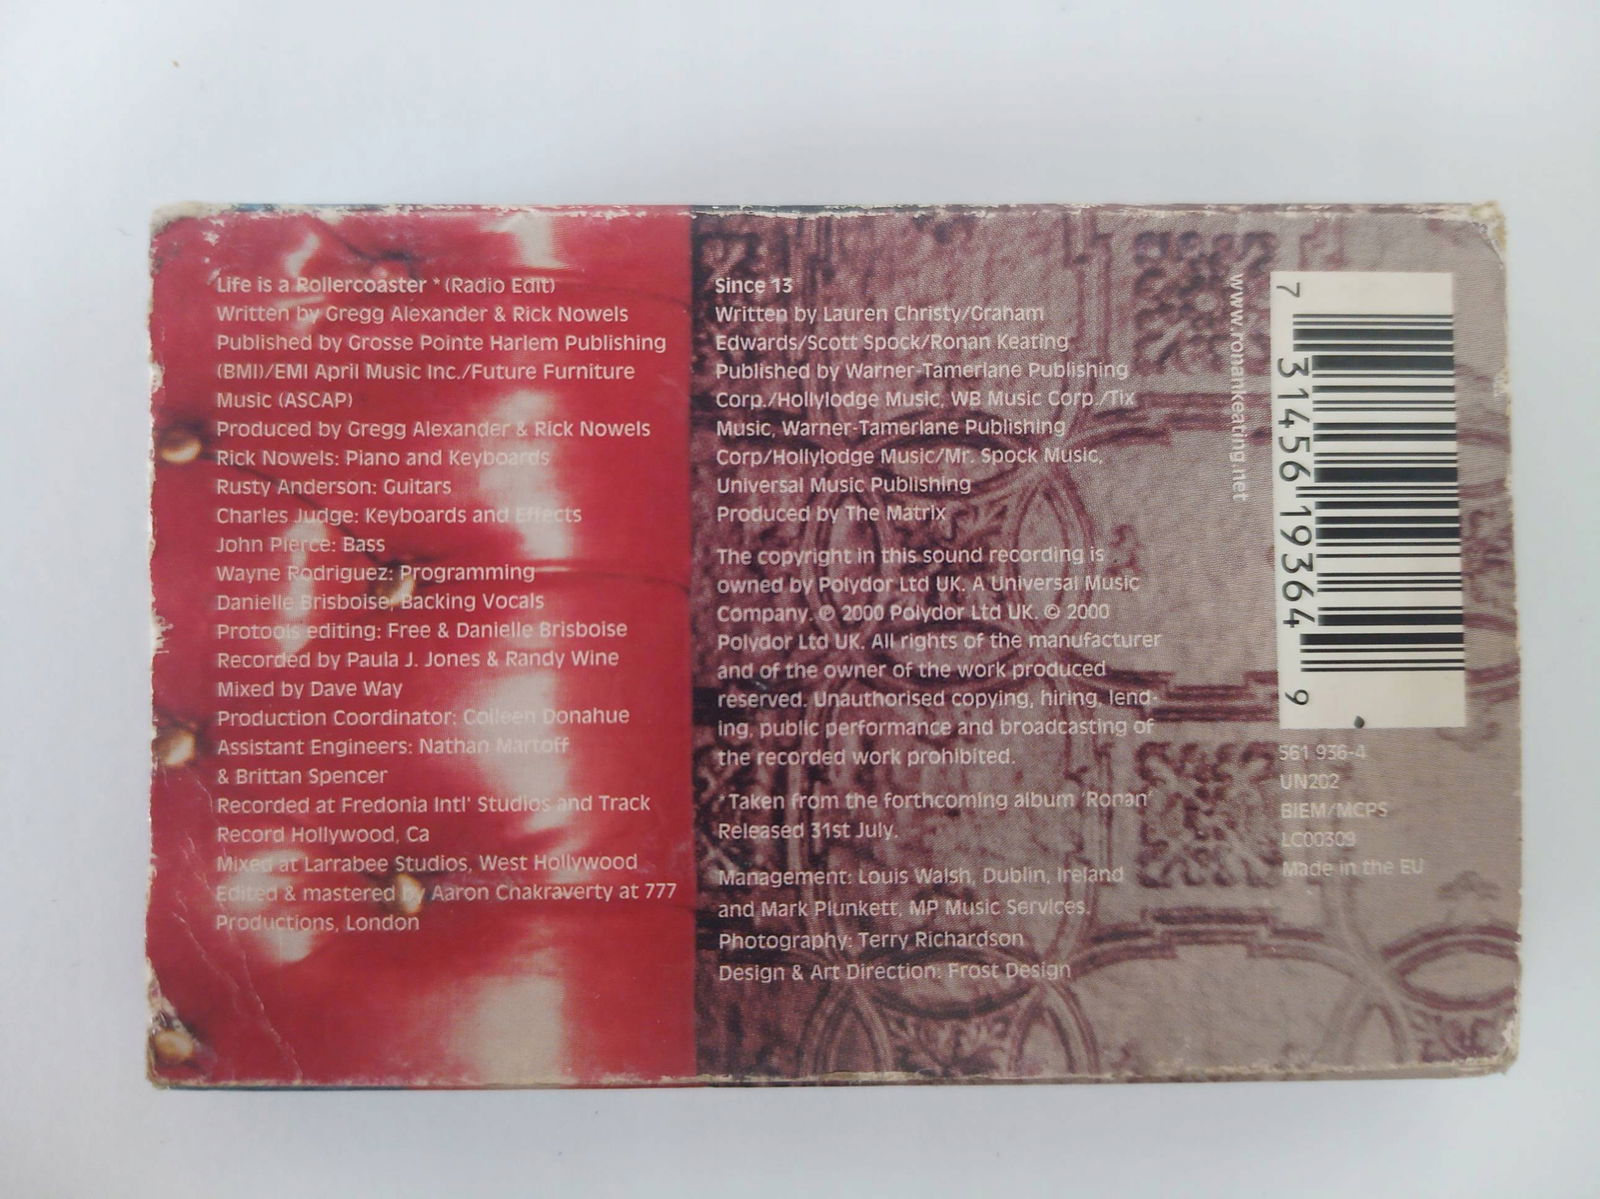 Life is a Rollercoaster * (Radio Edit)
Written by Gregg Alexander & Rick Nowels
Published by Grosse Pointe Harlem Publishing
(BMI)/EMI April Music Inc./Future Furniture
Music (ASCAP)
Produced by Gregg Alexander & Rick Nowels
Rick Nowels: Piano and Keyboards
Rusty Anderson: Guitars
Charles Judge: Keyboards and Effects
John Pierce: Bass
Wayne Rodriguez: Programming
Danielle Brisboise, Backing Vocals
Protools editing: Free & Danielle Brisboise
Recorded by Paula J. Jones & Randy Wine
Mixed by Dave Way
Production Coordinator: Colleen Donahue
Assistant Engineers: Nathan Martoff
& Brittan Spencer
Recorded at Fredonia Intl' Studios and Track
Record Hollywood, Ca
Mixed at Larrabee Studios, West Hollywood
Edited & mastered by Aaron Chakraverty at 777
Productions, London
Since 13
Written by Lauren Christy/Graham
Edwards/Scott Spock/Ronan Keating
Published by Warner-Tamerlane Publishing
Corp./Hollylodge Music, WB Music Corp./Tix
Music, Warner-Tamerlane Publishing
Corp/Hollylodge Music/Mr. Spock Music,
Universal Music Publishing
Produced by The Matrix
The copyright in this sound recording is
owned by Polydor Ltd UK. A Universal Music
Company. ℗ 2000 Polydor Ltd UK. © 2000
Polydor Ltd UK. All rights of the manufacturer
and of the owner of the work produced
reserved. Unauthorised copying, hiring, lend-
ing, public performance and broadcasting of
the recorded work prohibited.
*Taken from the forthcoming album 'Ronan'
Released 31st July.
Management: Louis Walsh, Dublin, Ireland
and Mark Plunkett, MP Music Services.
Photography: Terry Richardson
Design & Art Direction: Frost Design
www.ronankeating.net
7 31456 19364 9
561 936-4
UN202
BIEM/MCPS
LC00309
Made in the EU